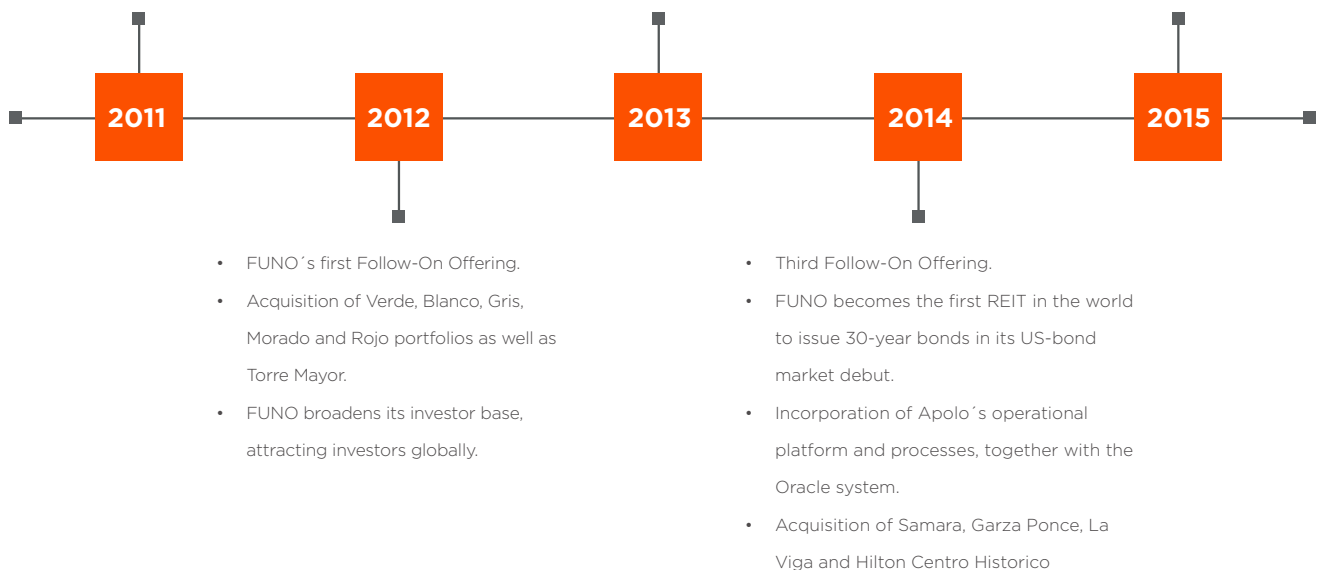 2011
2012
2013
2014
2015
• FUNO´s first Follow-On Offering.
• Acquisition of Verde, Blanco, Gris,
Morado and Rojo portfolios as well as
Torre Mayor.
• FUNO broadens its investor base,
attracting investors globally.
• Third Follow-On Offering.
• FUNO becomes the first REIT in the world
to issue 30-year bonds in its US-bond
market debut.
• Incorporation of Apolo´s operational
platform and processes, together with the
Oracle system.
• Acquisition of Samara, Garza Ponce, La
Viga and Hilton Centro Historico